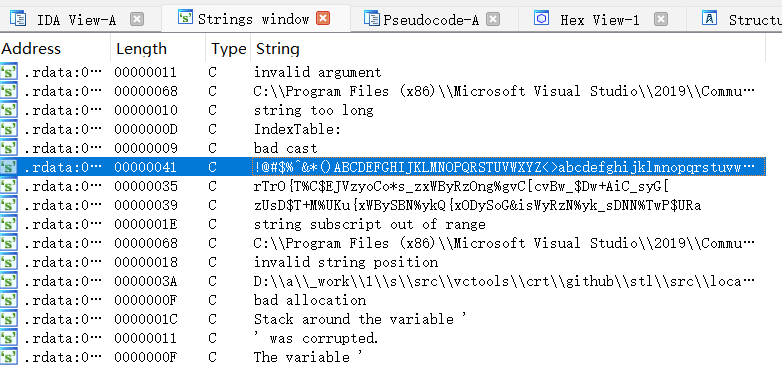 IDA View-A Strings window Pseudocode-A Hex View-1 Structu
Address Length Type String
.rdata:0… 00000011 C invalid argument
.rdata:0… 00000068 C C:\\Program Files (x86)\\Microsoft Visual Studio\\2019\\Commu…
.rdata:0… 00000010 C string too long
.rdata:0… 0000000D C IndexTable:
.rdata:0… 00000009 C bad cast
.rdata:0… 00000041 C !@#$%^&*()ABCDEFGHIJKLMNOPQRSTUVWXYZ<>abcdefghijklmnopqrstuvw…
.rdata:0… 00000035 C rTrO{T%C$EJVzyoCo*s_zxWByRzOng%gvC[cvBw_$Dw+AiC_syG[
.rdata:0… 00000039 C zUsD$T+M%UKu{xWBySBN%ykQ{xODySoG&isWyRzN%yk_sDNN%TwP$URa
.rdata:0… 0000001E C string subscript out of range
.rdata:0… 00000068 C C:\\Program Files (x86)\\Microsoft Visual Studio\\2019\\Commu…
.rdata:0… 00000018 C invalid string position
.rdata:0… 0000003A C D:\\a\\_work\\1\\s\\src\\vctools\\crt\\github\\stl\\src\\loca…
.rdata:0… 0000000F C bad allocation
.rdata:0… 0000001C C Stack around the variable '
.rdata:0… 00000011 C ' was corrupted.
.rdata:0… 0000000F C The variable '